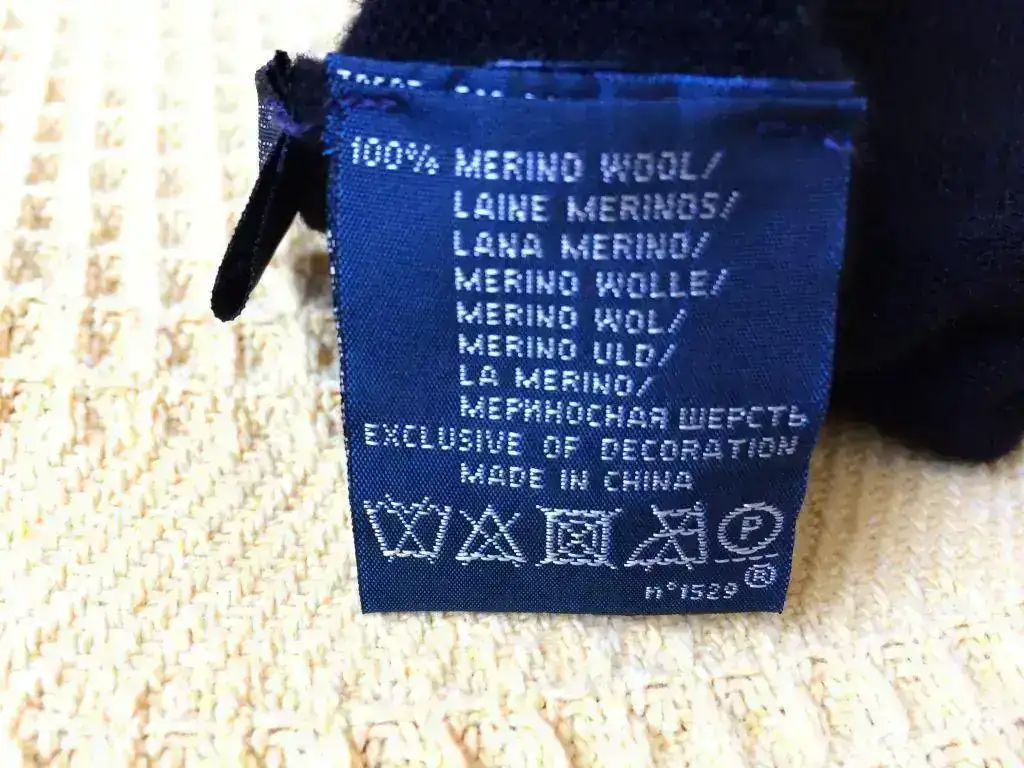 100% MERINO WOOL/
LAINE MERINOS/
LANA MERINO/
MERINO WOLLE/
MERINO WOL/
MERINO ULD/
LA MERINO/
МЕРИНОСНАЯ ШЕРСТЬ
EXCLUSIVE OF DECORATION
MADE IN CHINA
P
n°1529 ®